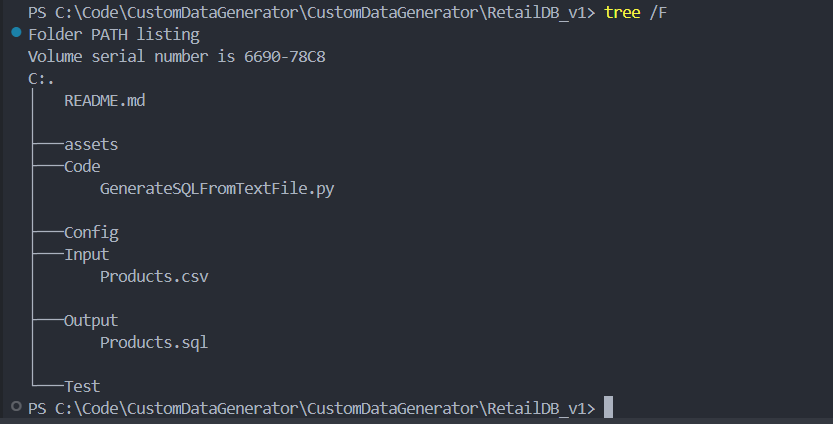 PS C:\Code\CustomDataGenerator\CustomDataGenerator\RetailDB_v1> tree /F
Folder PATH listing
Volume serial number is 6690-78C8
C:.
│   README.md
│
├───assets
├───Code
│       GenerateSQLFromTextFile.py
│
├───Config
├───Input
│       Products.csv
│
├───Output
│       Products.sql
│
└───Test
PS C:\Code\CustomDataGenerator\CustomDataGenerator\RetailDB_v1>